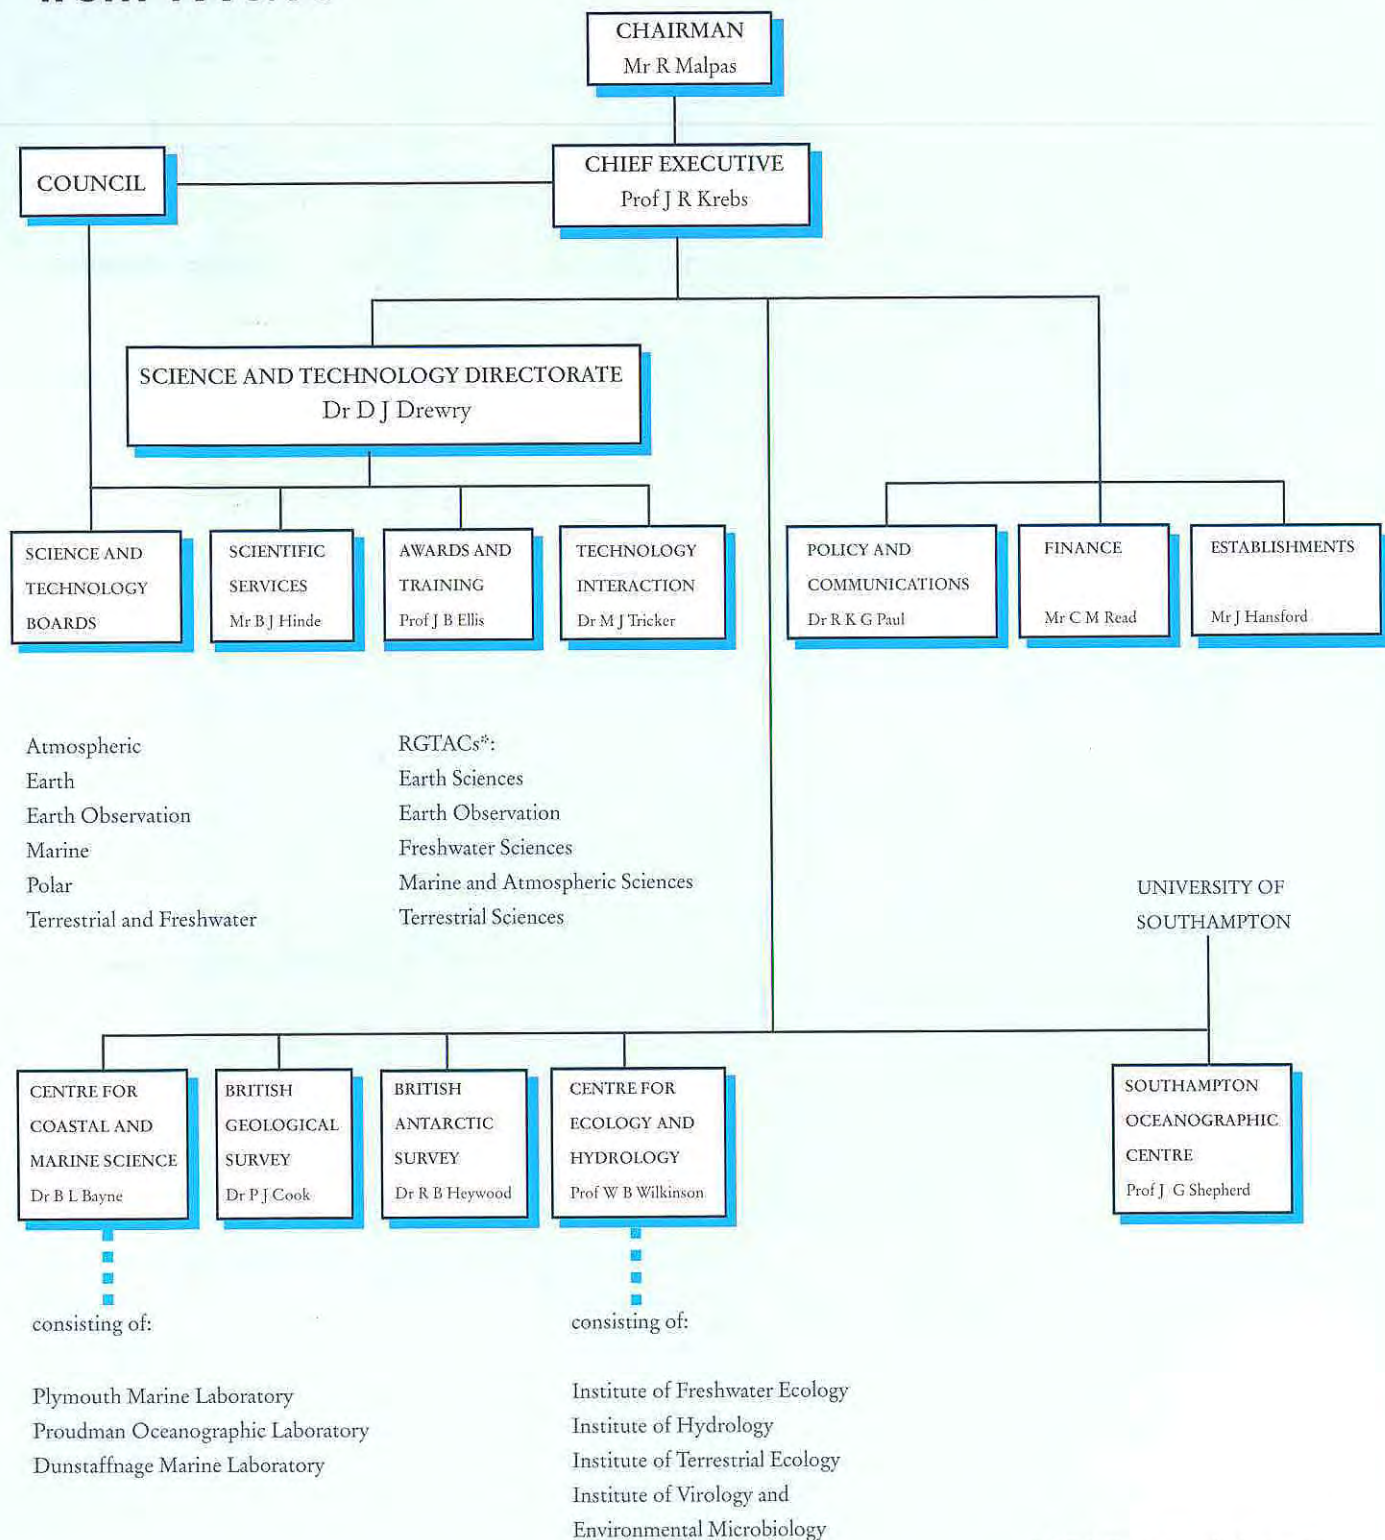 CHAIRMAN
Mr R Malpas
COUNCIL
CHIEF EXECUTIVE
Prof J R Krebs
SCIENCE AND TECHNOLOGY DIRECTORATE
Dr D J Drewry
SCIENCE AND
TECHNOLOGY
BOARDS
SCIENTIFIC
SERVICES
Mr B J Hinde
AWARDS AND
TRAINING
Prof J B Ellis
TECHNOLOGY
INTERACTION
Dr M J Tricker
POLICY AND
COMMUNICATIONS
Dr R K G Paul
FINANCE
Mr C M Read
ESTABLISHMENTS
Mr J Hansford
Atmospheric
Earth
Earth Observation
Marine
Polar
Terrestrial and Freshwater
RGTACs*:
Earth Sciences
Earth Observation
Freshwater Sciences
Marine and Atmospheric Sciences
Terrestrial Sciences
UNIVERSITY OF
SOUTHAMPTON
CENTRE FOR
COASTAL AND
MARINE SCIENCE
Dr B L Bayne
BRITISH
GEOLOGICAL
SURVEY
Dr P J Cook
BRITISH
ANTARCTIC
SURVEY
Dr R B Heywood
CENTRE FOR
ECOLOGY AND
HYDROLOGY
Prof W B Wilkinson
SOUTHAMPTON
OCEANOGRAPHIC
CENTRE
Prof J G Shepherd
consisting of:
Plymouth Marine Laboratory
Proudman Oceanographic Laboratory
Dunstaffnage Marine Laboratory
consisting of:
Institute of Freshwater Ecology
Institute of Hydrology
Institute of Terrestrial Ecology
Institute of Virology and
Environmental Microbiology